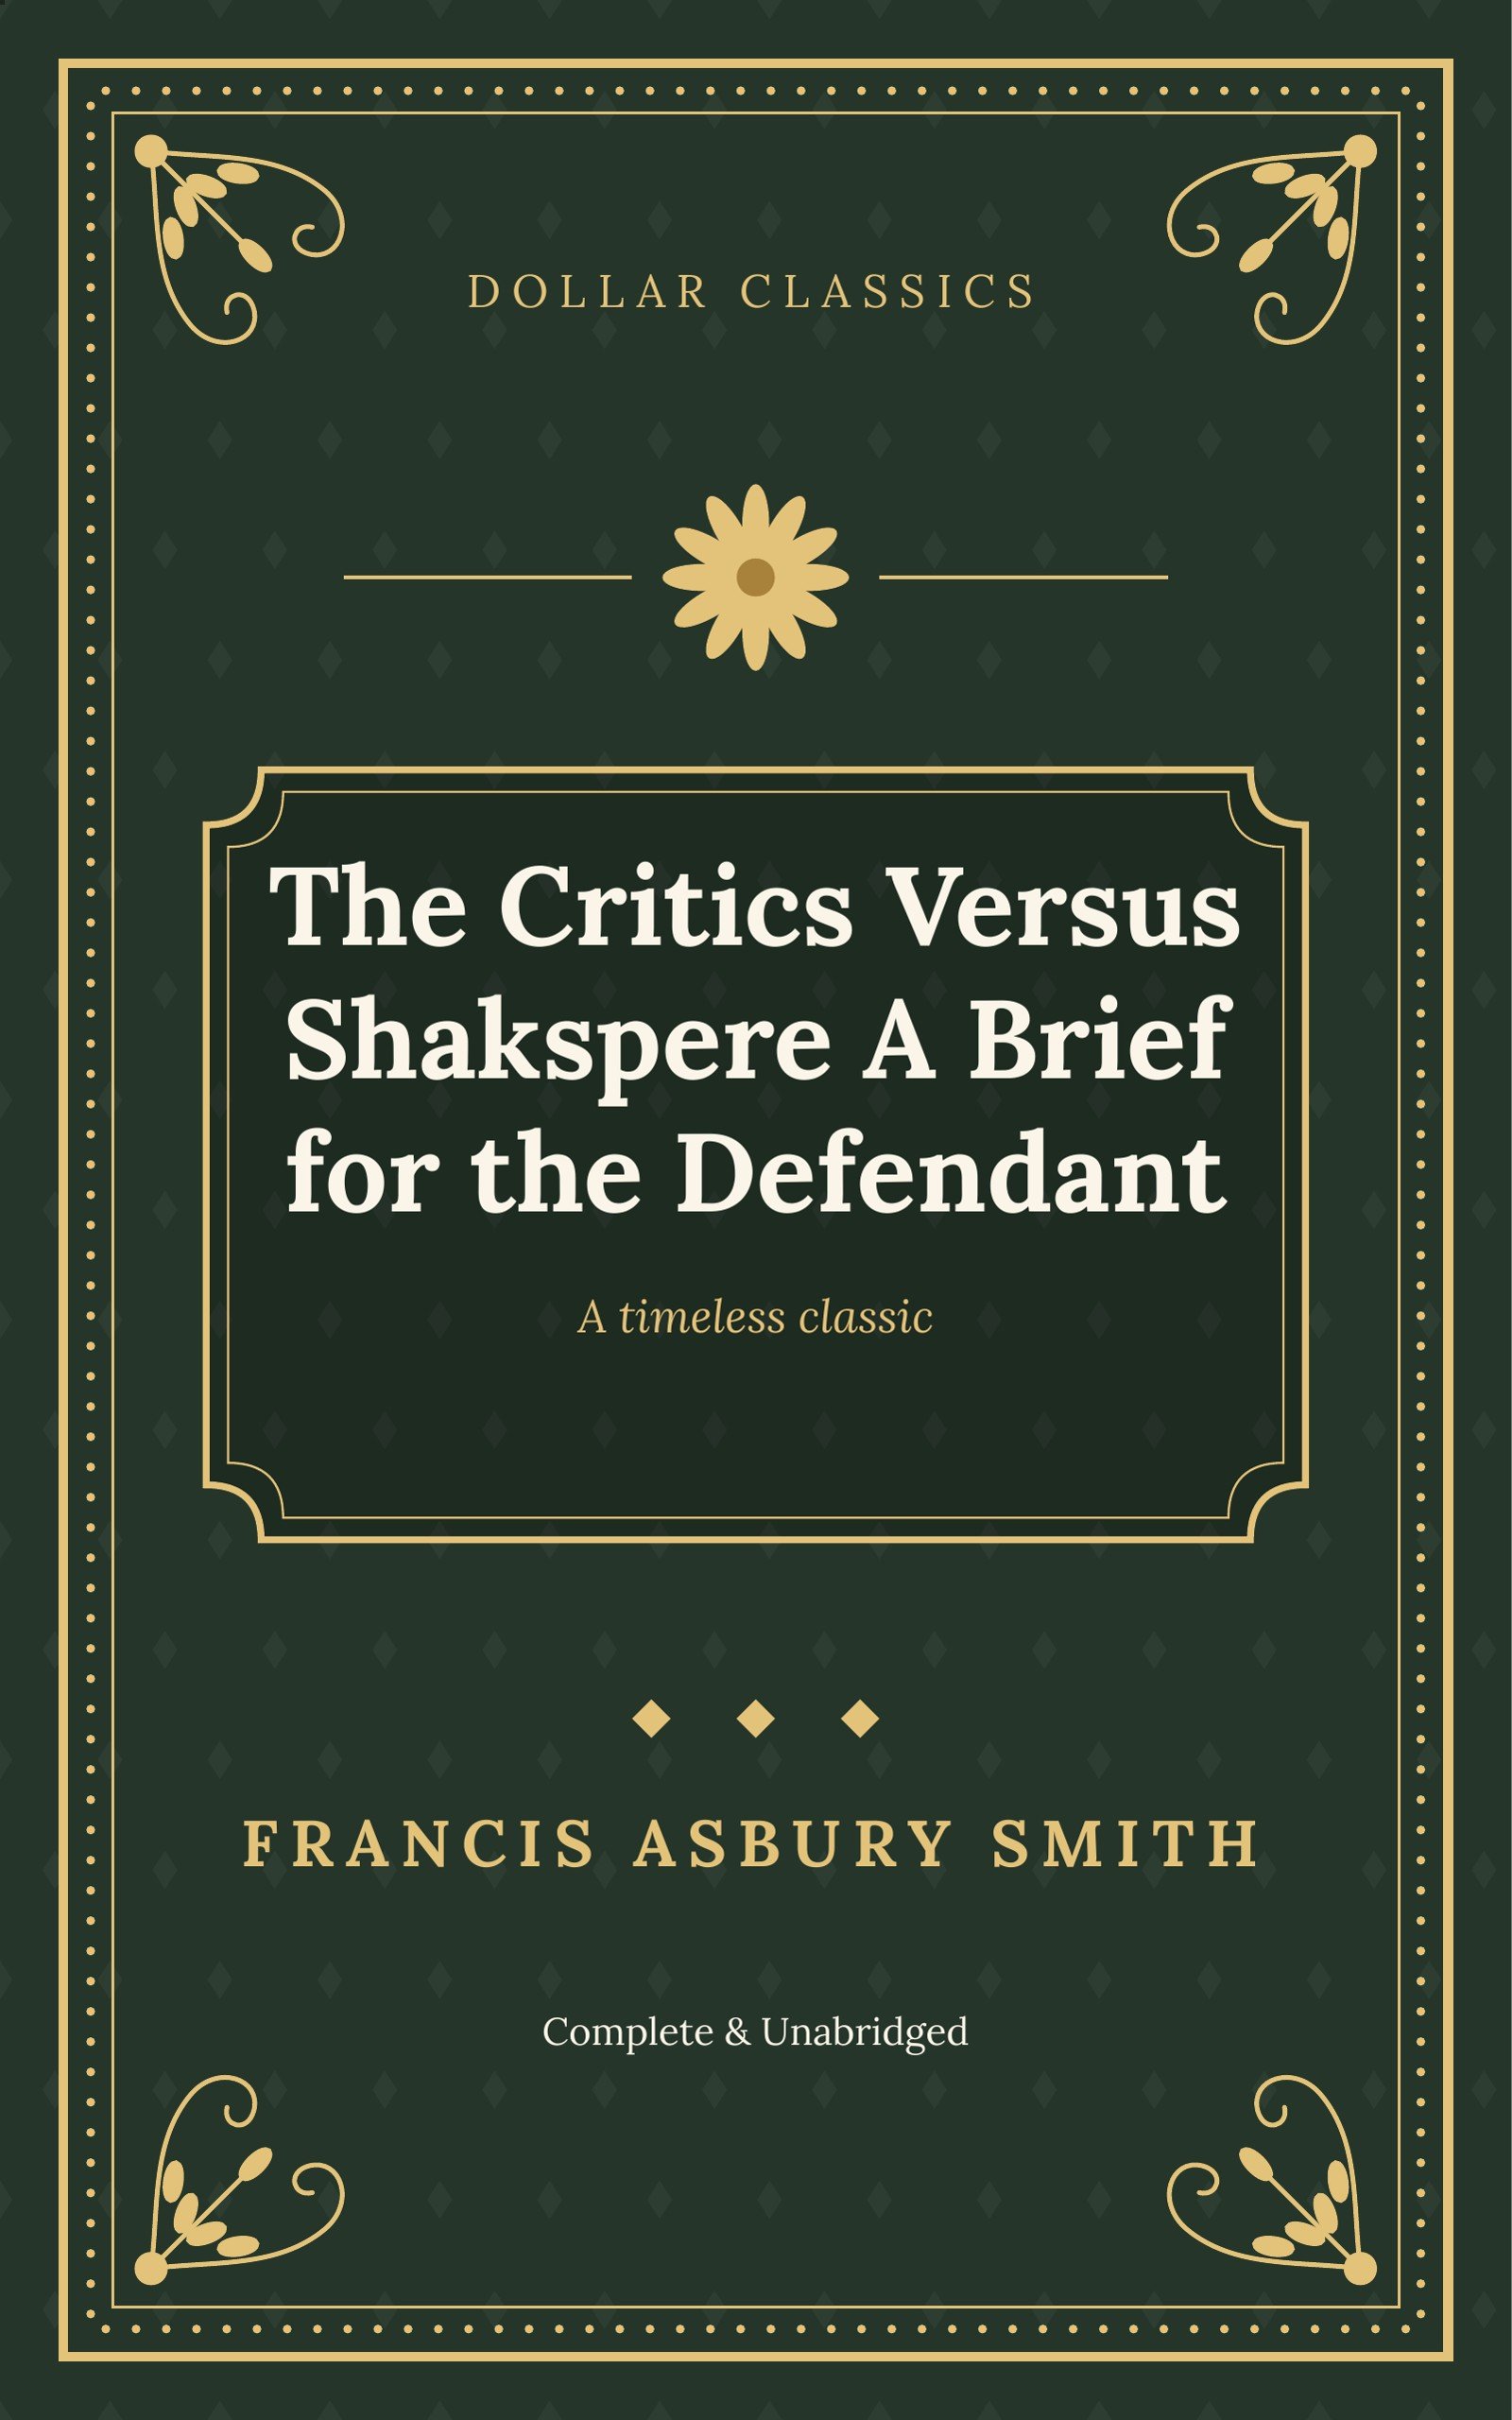 DOLLAR CLASSICS
The Critics Versus
Shakspere A Brief
for the Defendant
A timeless classic
FRANCIS ASBURY SMITH
Complete & Unabridged